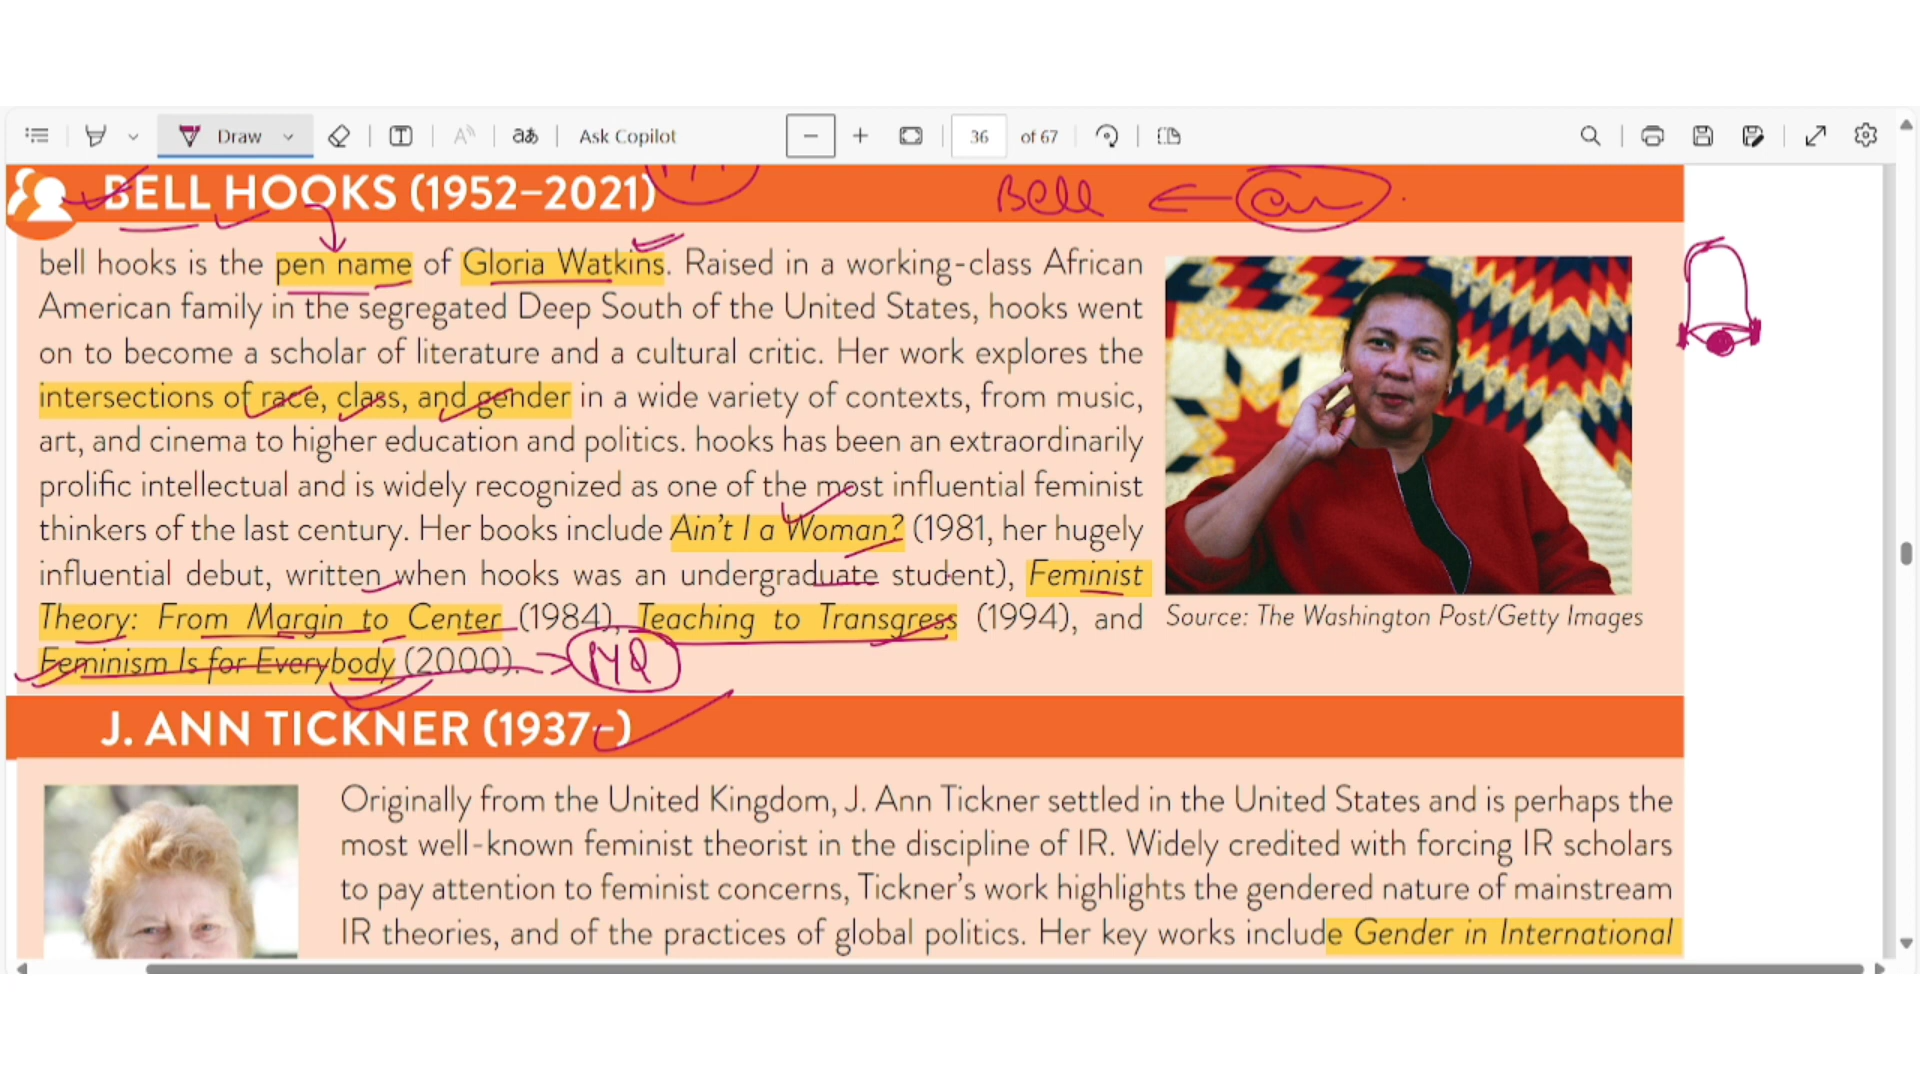 Draw
Ask Copilot
36 of 67
BELL HOOKS (1952–2021)
Bell
bell hooks is the pen name of Gloria Watkins. Raised in a working-class African
American family in the segregated Deep South of the United States, hooks went
on to become a scholar of literature and a cultural critic. Her work explores the
intersections of race, class, and gender in a wide variety of contexts, from music,
art, and cinema to higher education and politics. hooks has been an extraordinarily
prolific intellectual and is widely recognized as one of the most influential feminist
thinkers of the last century. Her books include Ain't I a Woman? (1981, her hugely
influential debut, written when hooks was an undergraduate student), Feminist
Theory: From Margin to Center (1984), Teaching to Transgress (1994), and
Feminism Is for Everybody (2000).
PYQ
Source: The Washington Post/Getty Images
J. ANN TICKNER (1937–)
Originally from the United Kingdom, J. Ann Tickner settled in the United States and is perhaps the
most well-known feminist theorist in the discipline of IR. Widely credited with forcing IR scholars
to pay attention to feminist concerns, Tickner's work highlights the gendered nature of mainstream
IR theories, and of the practices of global politics. Her key works include Gender in International